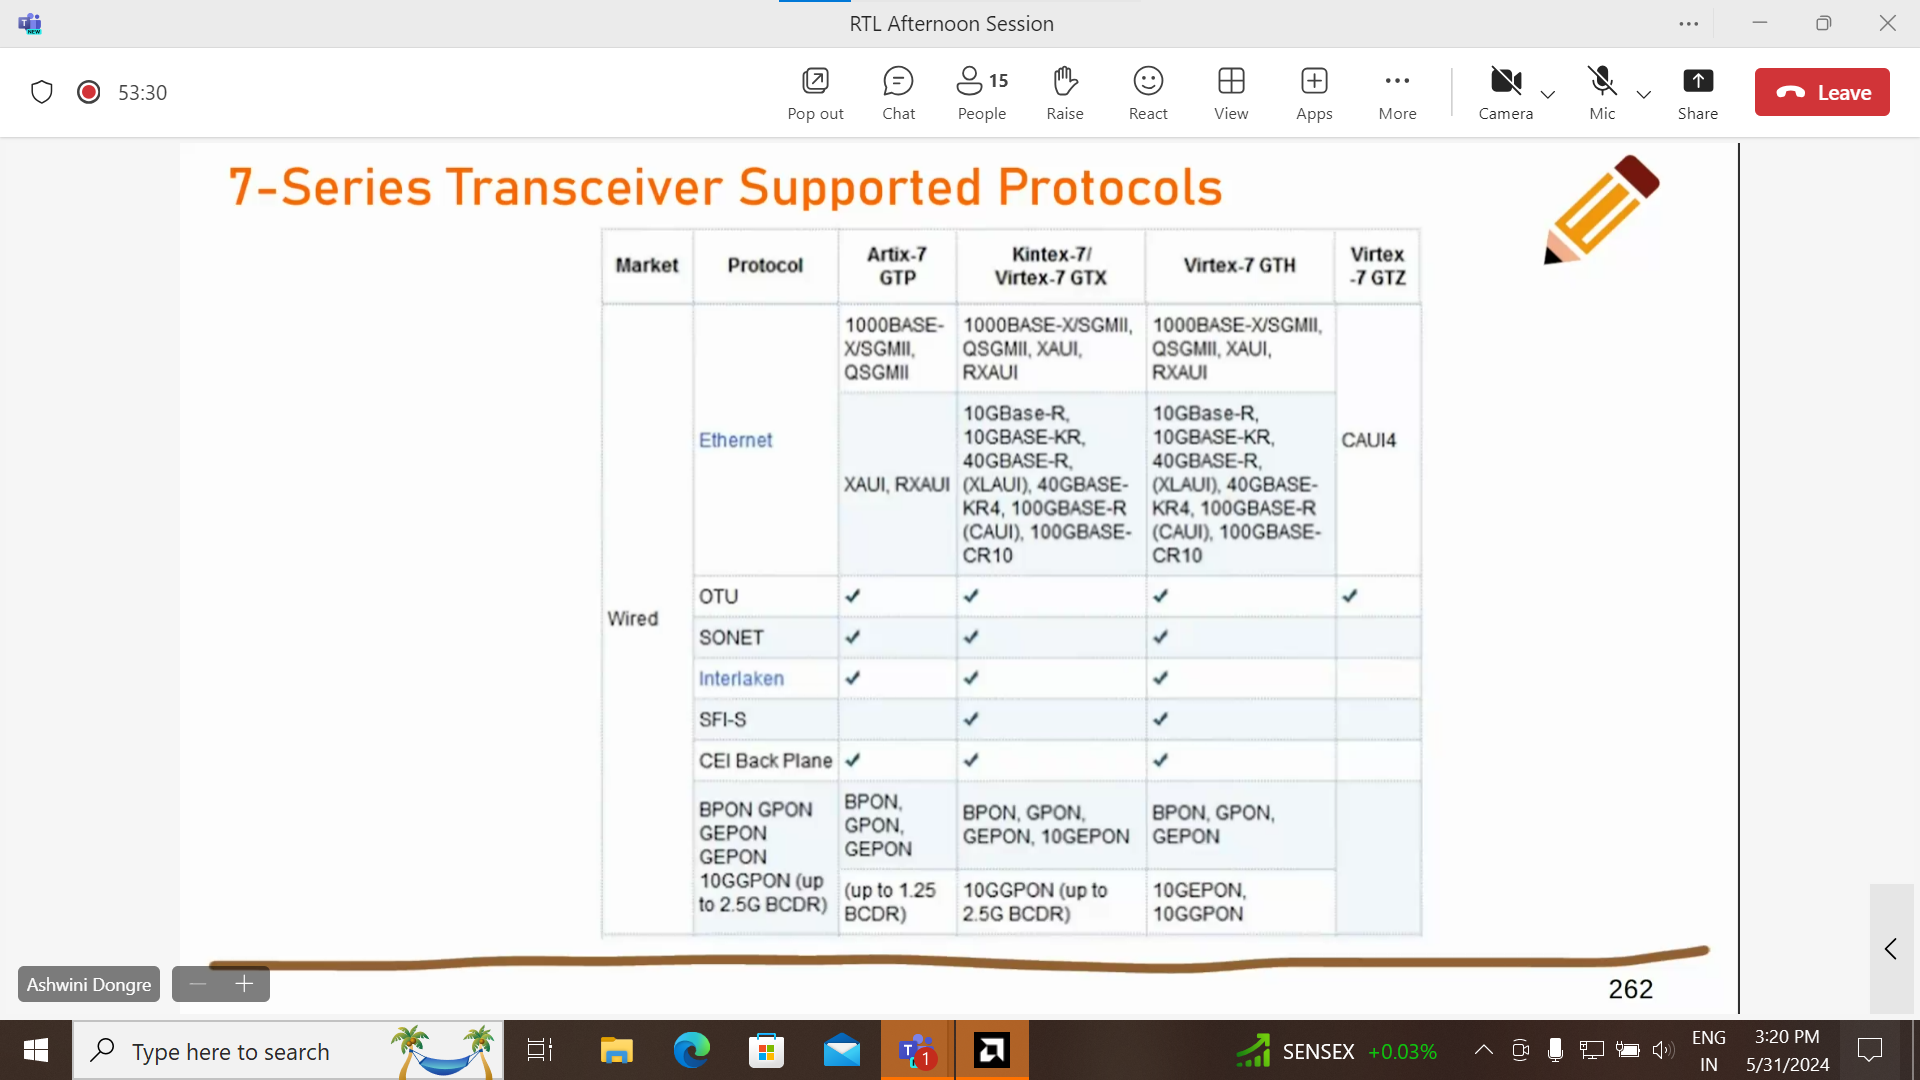 RTL Afternoon Session
53:30
Pop out
Chat
15
People
Raise
React
View
Apps
More
Camera
Mic
Share
Leave
7-Series Transceiver Supported Protocols
Market
Protocol
Artix-7
GTP
Kintex-7/
Virtex-7 GTX
Virtex-7 GTH
Virtex
-7 GTZ
Wired
Ethernet
1000BASE-
X/SGMII,
QSGMII
1000BASE-X/SGMII,
QSGMII, XAUI,
RXAUI
1000BASE-X/SGMII,
QSGMII, XAUI,
RXAUI
CAUI4
XAUI, RXAUI
10GBase-R,
10GBASE-KR,
40GBASE-R,
(XLAUI), 40GBASE-
KR4, 100GBASE-R
(CAUI), 100GBASE-
CR10
10GBase-R,
10GBASE-KR,
40GBASE-R,
(XLAUI), 40GBASE-
KR4, 100GBASE-R
(CAUI), 100GBASE-
CR10
OTU ✓ ✓ ✓ ✓
SONET ✓ ✓ ✓
Interlaken ✓ ✓ ✓
SFI-S ✓ ✓
CEI Back Plane ✓ ✓ ✓
BPON GPON
GEPON
GEPON
10GGPON (up
to 2.5G BCDR)
BPON,
GPON,
GEPON
BPON, GPON,
GEPON, 10GEPON
BPON, GPON,
GEPON
(up to 1.25
BCDR)
10GGPON (up to
2.5G BCDR)
10GEPON,
10GGPON
Ashwini Dongre
262
Type here to search
1
SENSEX +0.03%
ENG
IN
3:20 PM
5/31/2024